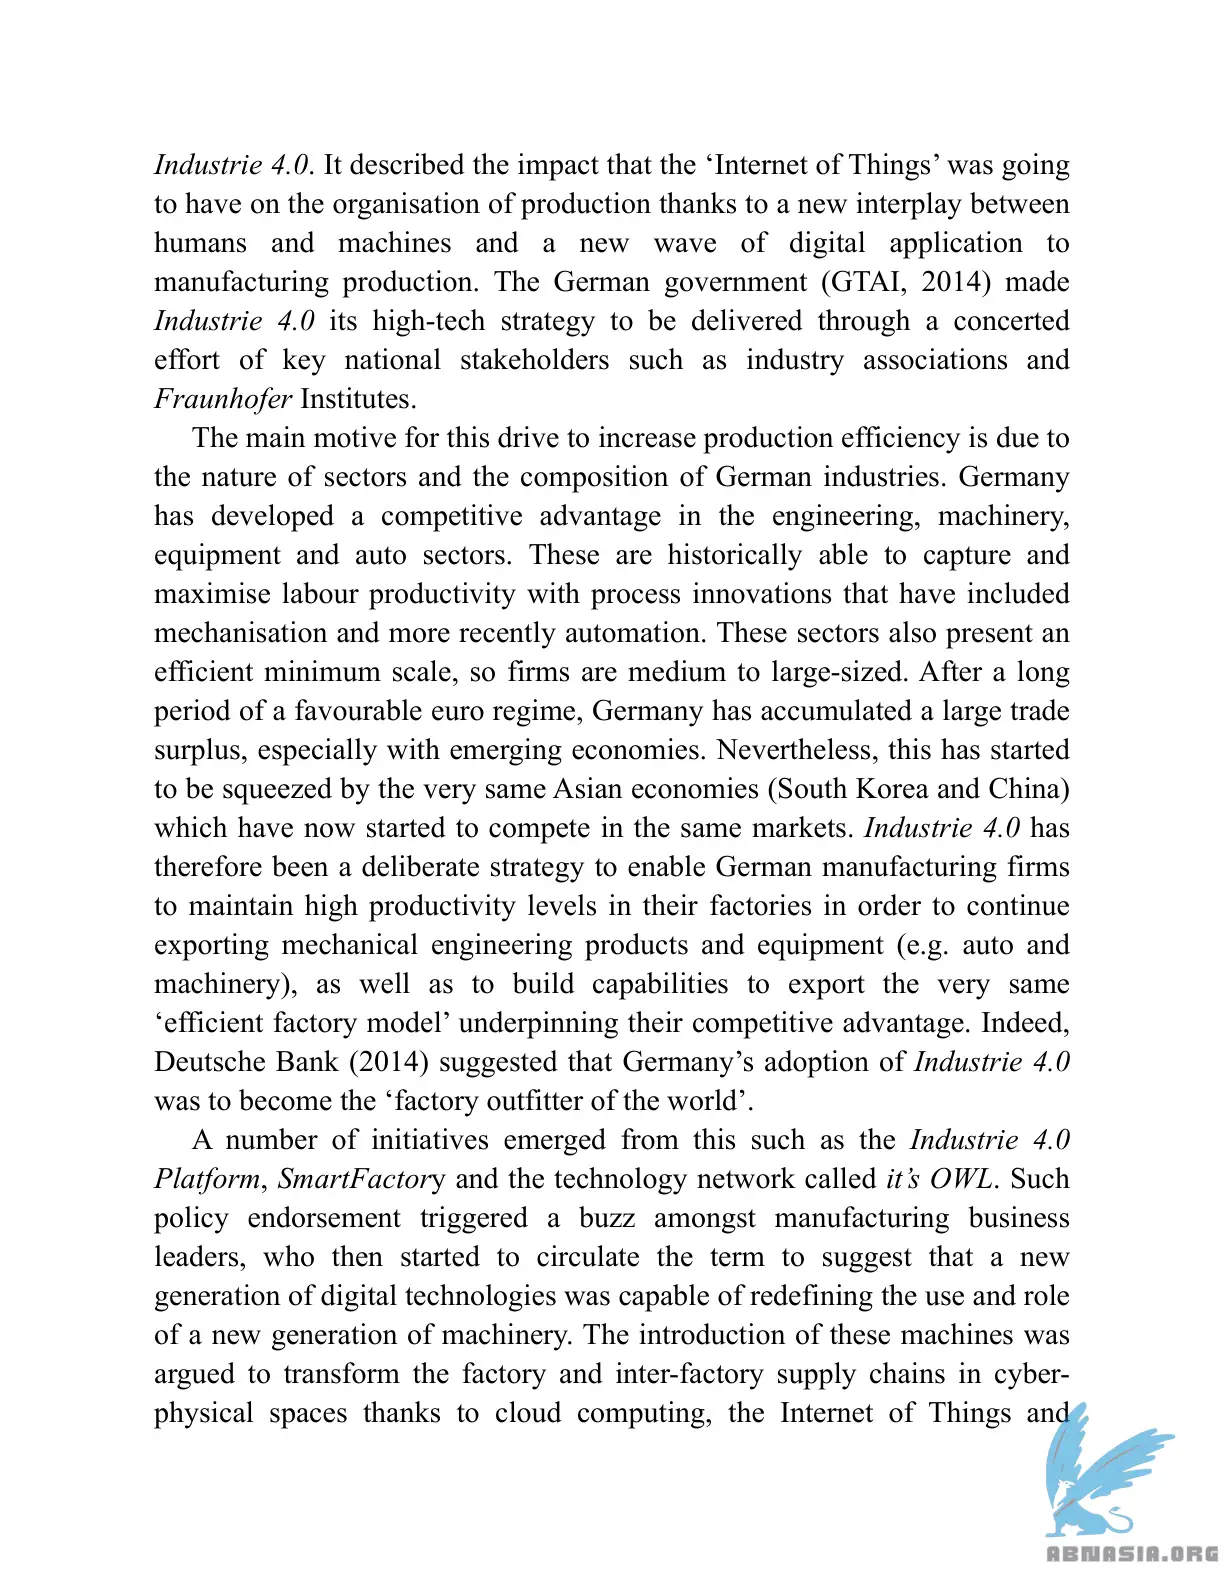 Industrie 4.0. It described the impact that the ‘Internet of Things’ was going
to have on the organisation of production thanks to a new interplay between
humans and machines and a new wave of digital application to
manufacturing production. The German government (GTAI, 2014) made
Industrie 4.0 its high-tech strategy to be delivered through a concerted
effort of key national stakeholders such as industry associations and
Fraunhofer Institutes.
The main motive for this drive to increase production efficiency is due to
the nature of sectors and the composition of German industries. Germany
has developed a competitive advantage in the engineering, machinery,
equipment and auto sectors. These are historically able to capture and
maximise labour productivity with process innovations that have included
mechanisation and more recently automation. These sectors also present an
efficient minimum scale, so firms are medium to large-sized. After a long
period of a favourable euro regime, Germany has accumulated a large trade
surplus, especially with emerging economies. Nevertheless, this has started
to be squeezed by the very same Asian economies (South Korea and China)
which have now started to compete in the same markets. Industrie 4.0 has
therefore been a deliberate strategy to enable German manufacturing firms
to maintain high productivity levels in their factories in order to continue
exporting mechanical engineering products and equipment (e.g. auto and
machinery), as well as to build capabilities to export the very same
‘efficient factory model’ underpinning their competitive advantage. Indeed,
Deutsche Bank (2014) suggested that Germany’s adoption of Industrie 4.0
was to become the ‘factory outfitter of the world’.
A number of initiatives emerged from this such as the Industrie 4.0
Platform, SmartFactory and the technology network called it’s OWL. Such
policy endorsement triggered a buzz amongst manufacturing business
leaders, who then started to circulate the term to suggest that a new
generation of digital technologies was capable of redefining the use and role
of a new generation of machinery. The introduction of these machines was
argued to transform the factory and inter-factory supply chains in cyber-
physical spaces thanks to cloud computing, the Internet of Things and
ABNASIA.ORG